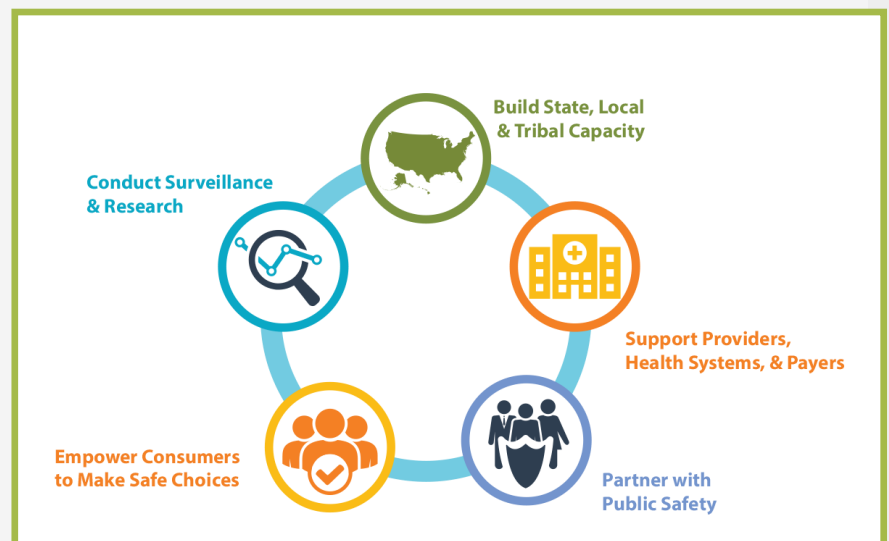 Build State, Local
& Tribal Capacity
Conduct Surveillance
& Research
Support Providers,
Health Systems, & Payers
Empower Consumers
to Make Safe Choices
Partner with
Public Safety